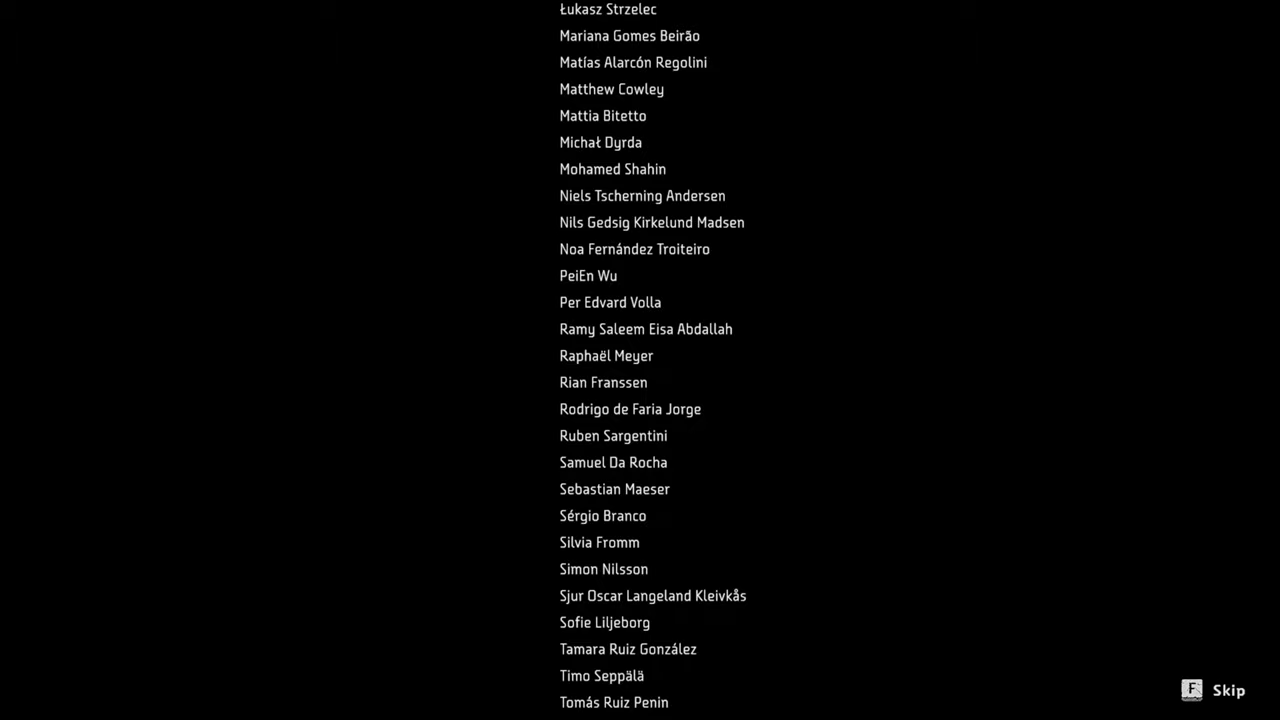 Łukasz Strzelec
Mariana Gomes Beirão
Matías Alarcón Regolini
Matthew Cowley
Mattia Bitetto
Michał Dyrda
Mohamed Shahin
Niels Tscherning Andersen
Nils Gedsig Kirkelund Madsen
Noa Fernández Troiteiro
PeiEn Wu
Per Edvard Volla
Ramy Saleem Eisa Abdallah
Raphaël Meyer
Rian Franssen
Rodrigo de Faria Jorge
Ruben Sargentini
Samuel Da Rocha
Sebastian Maeser
Sérgio Branco
Silvia Fromm
Simon Nilsson
Sjur Oscar Langeland Kleivkås
Sofie Liljeborg
Tamara Ruiz González
Timo Seppälä
Tomás Ruiz Penin
F Skip